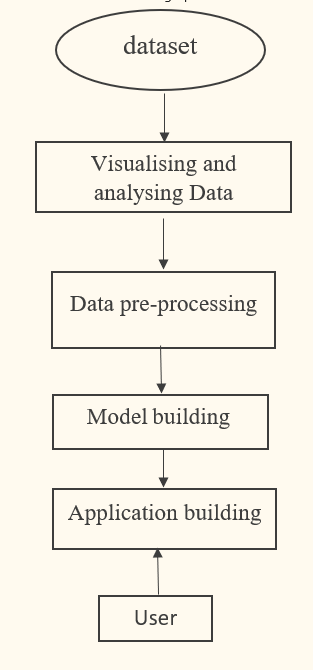 dataset
Visualising and
analysing Data
Data pre-processing
Model building
Application building
User